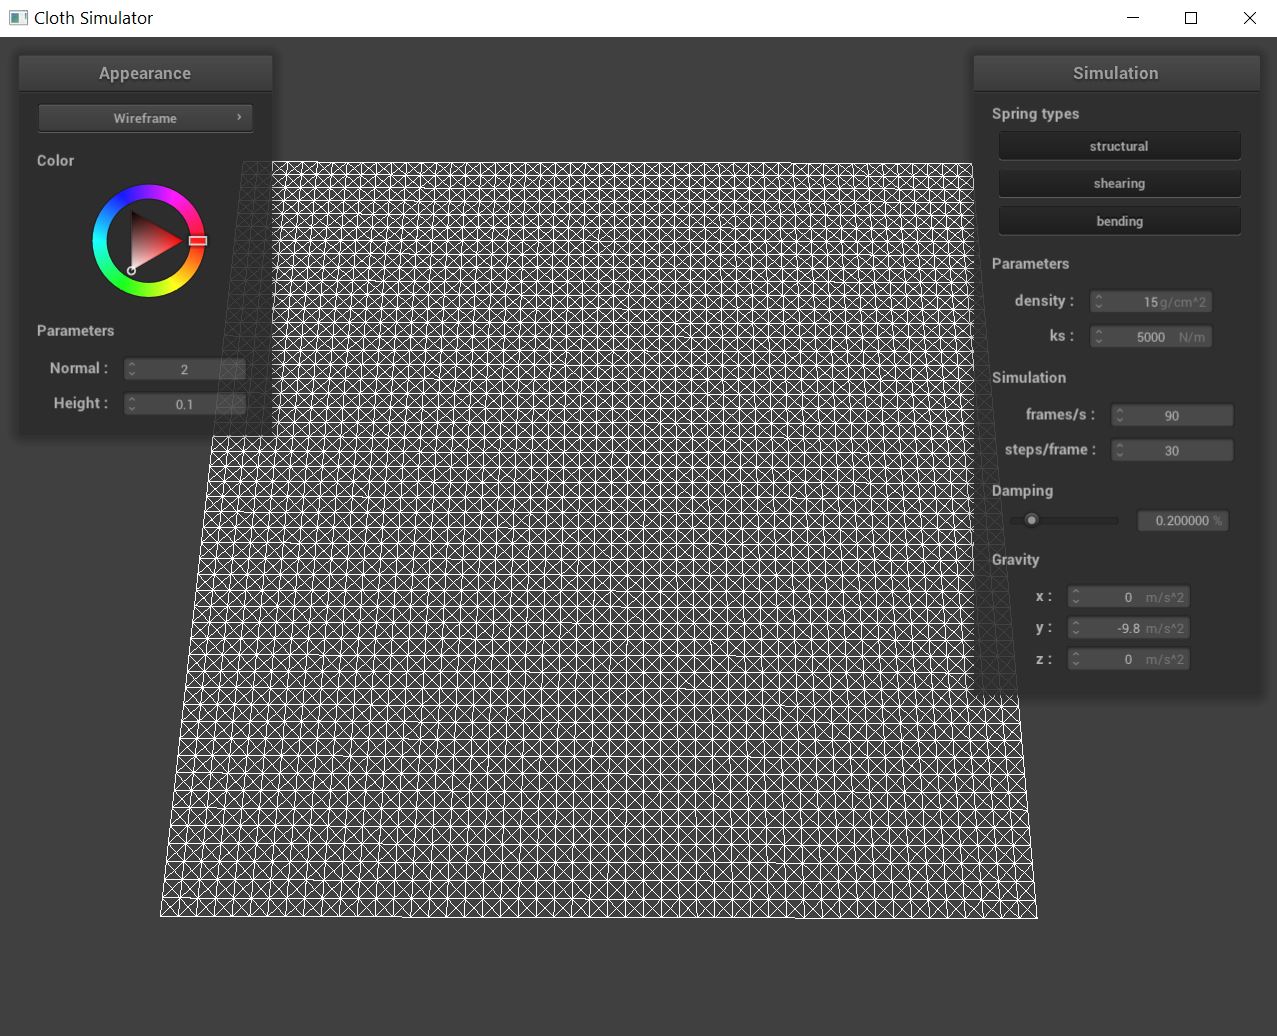 Cloth Simulator
Appearance
Wireframe
Color
Parameters
Normal : 2
Height : 0.1
Simulation
Spring types
structural
shearing
bending
Parameters
density : 15 g/cm^2
ks : 5000 N/m
Simulation
frames/s : 90
steps/frame : 30
Damping
0.200000 %
Gravity
x : 0 m/s^2
y : -9.8 m/s^2
z : 0 m/s^2